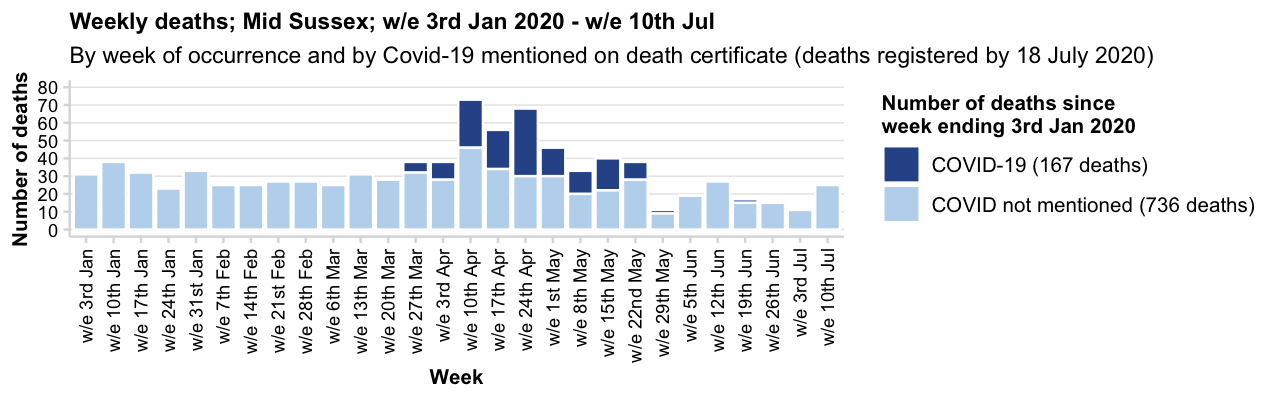 Weekly deaths; Mid Sussex; w/e 3rd Jan 2020 - w/e 10th Jul
By week of occurrence and by Covid-19 mentioned on death certificate (deaths registered by 18 July 2020)
Number of deaths
80
70
60
50
40
30
20
10
0
w/e 3rd Jan
w/e 10th Jan
w/e 17th Jan
w/e 24th Jan
w/e 31st Jan
w/e 7th Feb
w/e 14th Feb
w/e 21st Feb
w/e 28th Feb
w/e 6th Mar
w/e 13th Mar
w/e 20th Mar
w/e 27th Mar
w/e 3rd Apr
w/e 10th Apr
w/e 17th Apr
w/e 24th Apr
w/e 1st May
w/e 8th May
w/e 15th May
w/e 22nd May
w/e 29th May
w/e 5th Jun
w/e 12th Jun
w/e 19th Jun
w/e 26th Jun
w/e 3rd Jul
w/e 10th Jul
Week
Number of deaths since
week ending 3rd Jan 2020
COVID-19 (167 deaths)
COVID not mentioned (736 deaths)